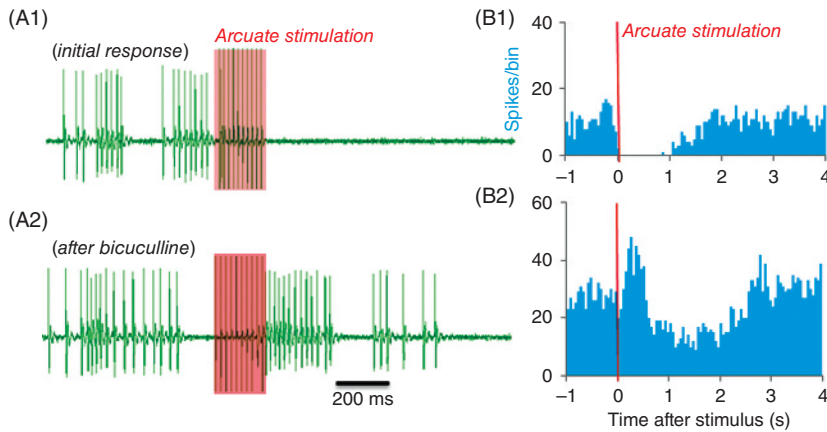 (A1)
Arcuate stimulation
(initial response)
(A2)
(after bicuculline)
200 ms
(B1)
40
Arcuate stimulation
Spikes/bin
20
0
–1 0 1 2 3 4
(B2)
60
40
20
0
–1 0 1 2 3 4
Time after stimulus (s)